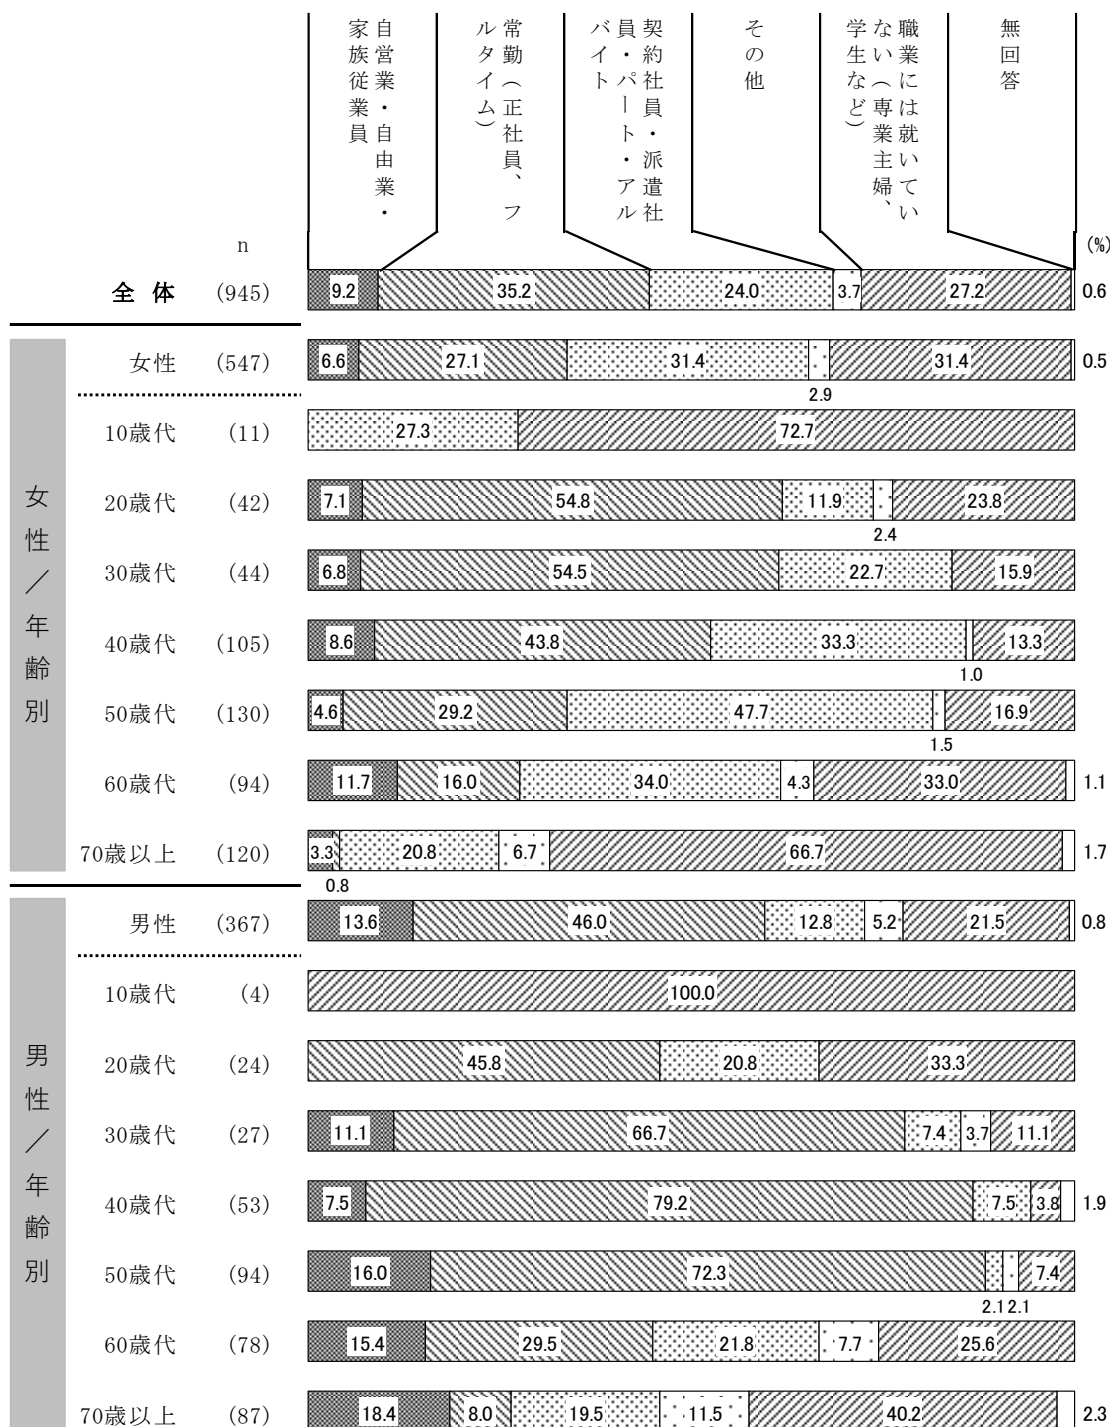 自営業・自由業・
家族従業員
常勤（正社員、フ
ルタイム）
契約社員・派遣社
員・パート・アル
バイト
その他
職業には就いてい
ない（専業主婦、
学生など）
無回答
n
(%)
全 体 (945) 9.2 35.2 24.0 3.7 27.2 0.6
女性／年齢別
女性 (547) 6.6 27.1 31.4 2.9 31.4 0.5
10歳代 (11) 27.3 72.7
20歳代 (42) 7.1 54.8 11.9 2.4 23.8
30歳代 (44) 6.8 54.5 22.7 15.9
40歳代 (105) 8.6 43.8 33.3 1.0 13.3
50歳代 (130) 4.6 29.2 47.7 1.5 16.9
60歳代 (94) 11.7 16.0 34.0 4.3 33.0 1.1
70歳以上 (120) 3.3 0.8 20.8 6.7 66.7 1.7
男性／年齢別
男性 (367) 13.6 46.0 12.8 5.2 21.5 0.8
10歳代 (4) 100.0
20歳代 (24) 45.8 20.8 33.3
30歳代 (27) 11.1 66.7 7.4 3.7 11.1
40歳代 (53) 7.5 79.2 7.5 3.8 1.9
50歳代 (94) 16.0 72.3 2.1 2.1 7.4
60歳代 (78) 15.4 29.5 21.8 7.7 25.6
70歳以上 (87) 18.4 8.0 19.5 11.5 40.2 2.3